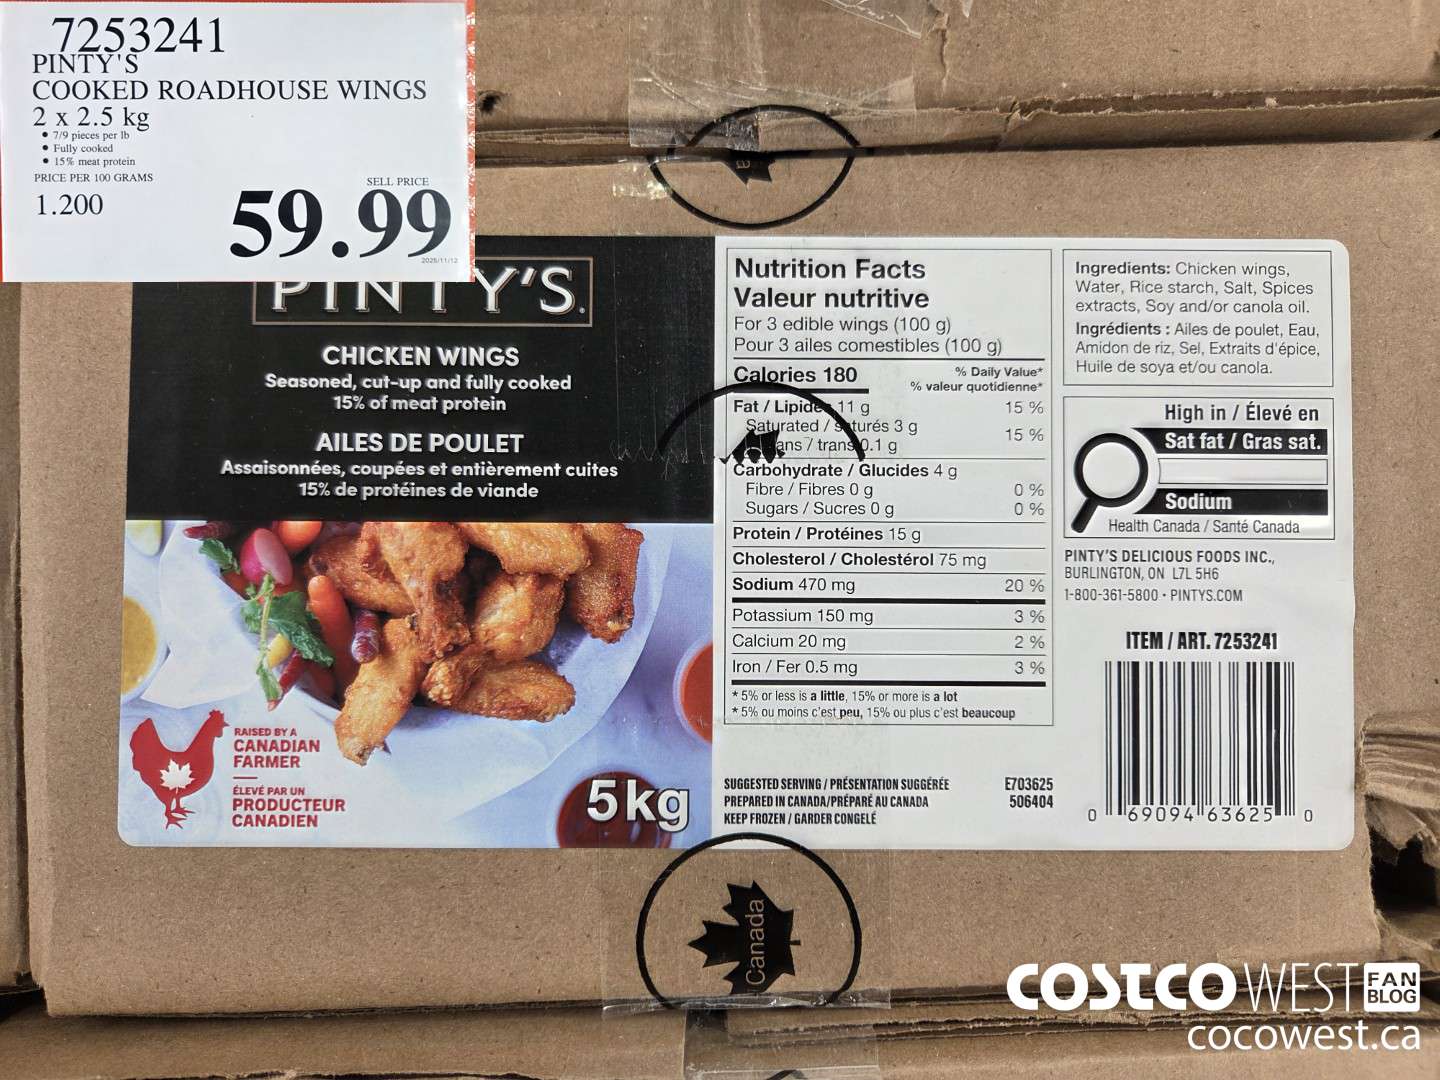 7253241
PINTY'S
COOKED ROADHOUSE WINGS
2 x 2.5 kg
• 7/9 pieces per lb
• Fully cooked
• 15% meat protein
PRICE PER 100 GRAMS
1.200
SELL PRICE
59.99
2025/11/12
PINTY'S®
CHICKEN WINGS
Seasoned, cut-up and fully cooked
15% of meat protein
AILES DE POULET
Assaisonnées, coupées et entièrement cuites
15% de protéines de viande
RAISED BY A
CANADIAN
FARMER
ÉLEVÉ PAR UN
PRODUCTEUR
CANADIEN
5kg
Nutrition Facts
Valeur nutritive
For 3 edible wings (100 g)
Pour 3 ailes comestibles (100 g)
Calories 180
% Daily Value*
% valeur quotidienne*
Fat / Lipides 11 g 15 %
Saturated / saturés 3 g
15 %
trans 0.1 g
Carbohydrate / Glucides 4 g
Fibre / Fibres 0 g 0 %
Sugars / Sucres 0 g 0 %
Protein / Protéines 15 g
Cholesterol / Cholestérol 75 mg
Sodium 470 mg 20 %
Potassium 150 mg 3 %
Calcium 20 mg 2 %
Iron / Fer 0.5 mg 3 %
* 5% or less is a little, 15% or more is a lot
* 5% ou moins c'est peu, 15% ou plus c'est beaucoup
SUGGESTED SERVING / PRÉSENTATION SUGGÉRÉE
PREPARED IN CANADA/PRÉPARÉ AU CANADA
KEEP FROZEN / GARDER CONGELÉ
E703625
506404
Ingredients: Chicken wings,
Water, Rice starch, Salt, Spices
extracts, Soy and/or canola oil.
Ingrédients : Ailes de poulet, Eau,
Amidon de riz, Sel, Extraits d'épice,
Huile de soya et/ou canola.
High in / Élevé en
Sat fat / Gras sat.
Sodium
Health Canada / Santé Canada
PINTY'S DELICIOUS FOODS INC.,
BURLINGTON, ON L7L 5H6
1-800-361-5800 • PINTYS.COM
ITEM / ART. 7253241
0 69094 63625 0
Canada
COSTCO WEST FAN BLOG
cocowest.ca